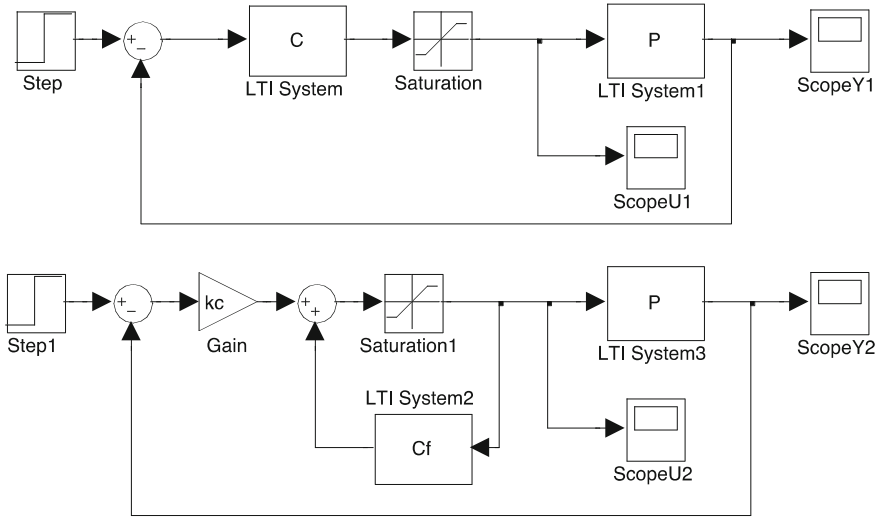 C
P
Step
LTI System
Saturation
LTI System1
ScopeY1
ScopeU1
kc
P
Step1
Gain
Saturation1
LTI System3
ScopeY2
LTI System2
Cf
ScopeU2